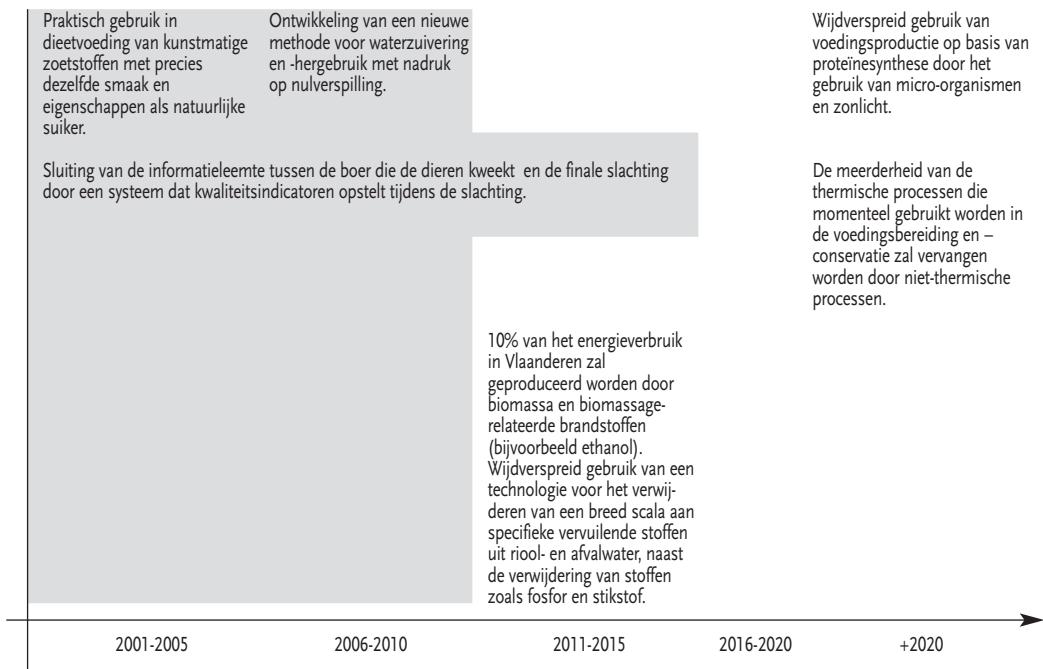 Praktisch gebruik in
dieetvoeding van kunstmatige
zoetstoffen met precies
dezelfde smaak en
eigenschappen als natuurlijke
suiker.
Ontwikkeling van een nieuwe
methode voor waterzuivering
en -hergebruik met nadruk
op nulverspilling.
Wijdverspreid gebruik van
voedingsproductie op basis van
proteïnesynthese door het
gebruik van micro-organismen
en zonlicht.
Sluiting van de informatieleemte tussen de boer die de dieren kweekt en de finale slachting
door een systeem dat kwaliteitsindicatoren opstelt tijdens de slachting.
De meerderheid van de
thermische processen die
momenteel gebruikt worden in
de voedingsbereiding en –
conservatie zal vervangen
worden door niet-thermische
processen.
10% van het energieverbruik
in Vlaanderen zal
geproduceerd worden door
biomassa en biomassage-
relateerde brandstoffen
(bijvoorbeeld ethanol).
Wijdverspreid gebruik van een
technologie voor het verwij-
deren van een breed scala aan
specifieke vervuilende stoffen
uit riool- en afvalwater, naast
de verwijdering van stoffen
zoals fosfor en stikstof.
2001-2005
2006-2010
2011-2015
2016-2020
+2020